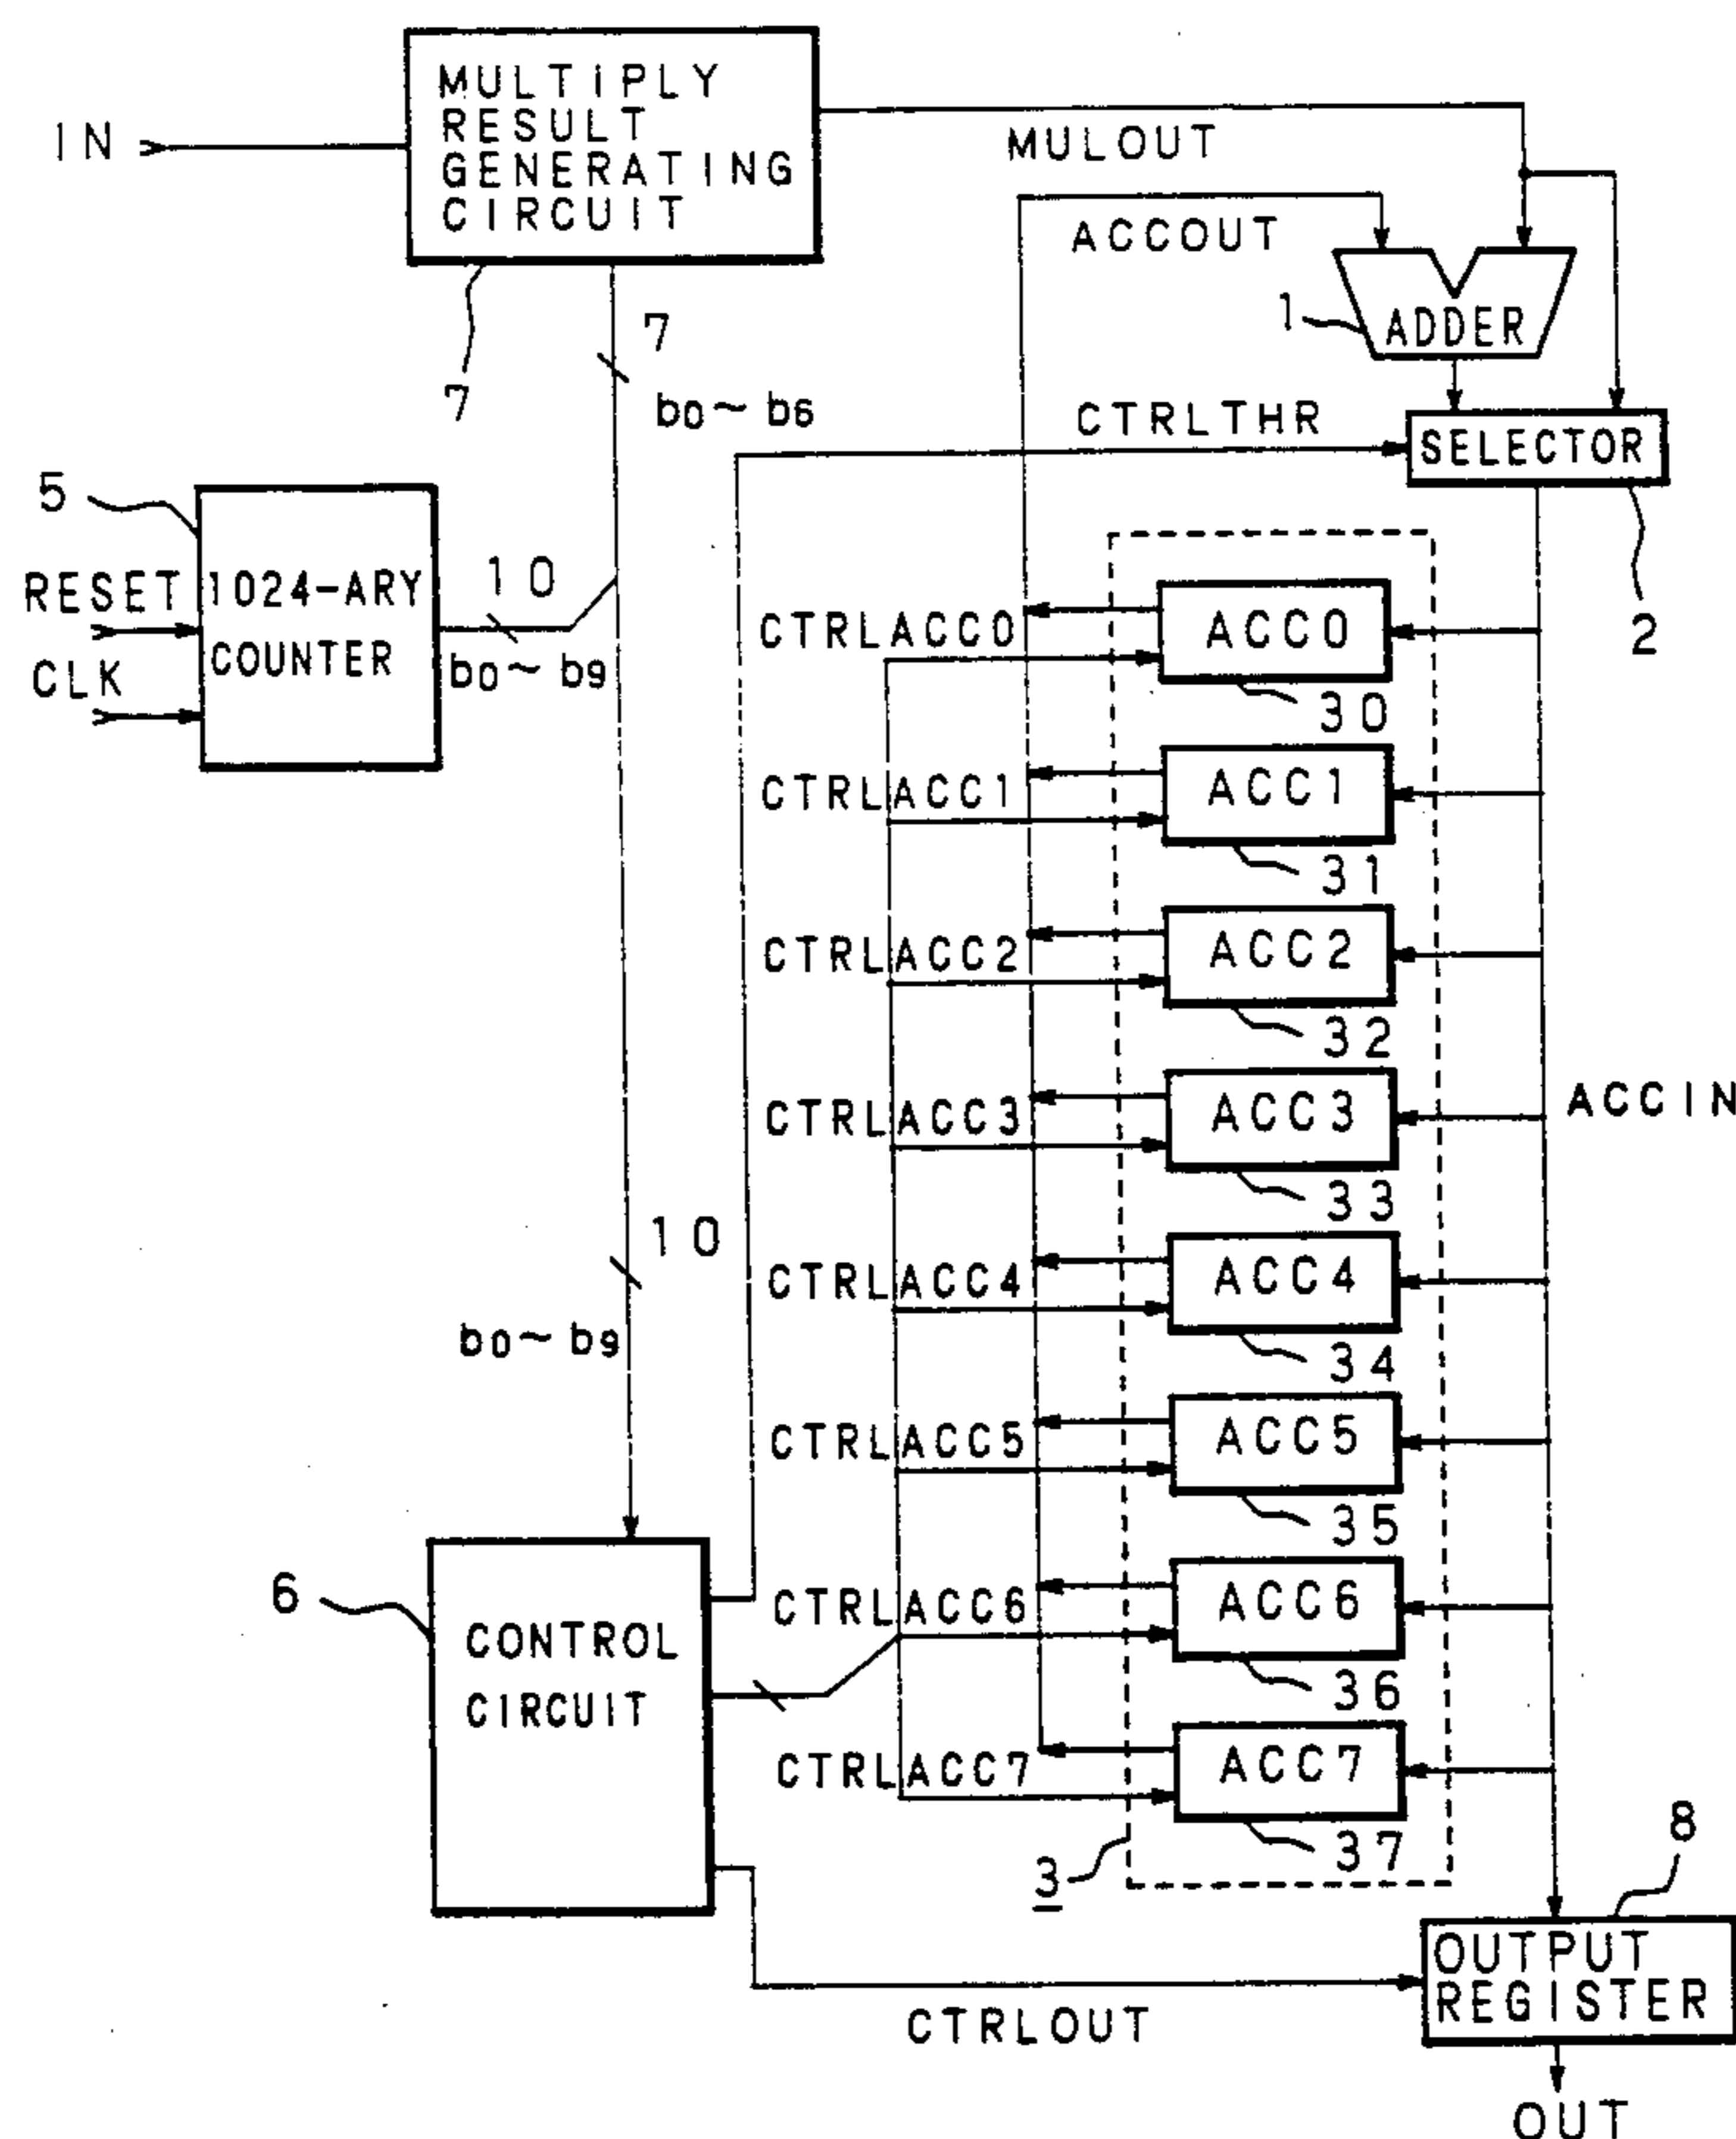 MULTIPLY
RESULT
GENERATING
CIRCUIT
IN
MULOUT
ACCOUT
7
7
b0~b6
1
ADDER
CTRLTHR
SELECTOR
2
5
RESET
CLK
1024-ARY
COUNTER
10
b0~b9
CTRLACC0
ACC0
30
CTRLACC1
ACC1
31
CTRLACC2
ACC2
32
CTRLACC3
ACC3
33
ACCIN
10
b0~b9
CTRLACC4
ACC4
34
CTRLACC5
ACC5
35
6
CONTROL
CIRCUIT
CTRLACC6
ACC6
36
CTRLACC7
ACC7
37
3
8
OUTPUT
REGISTER
CTRLOUT
OUT